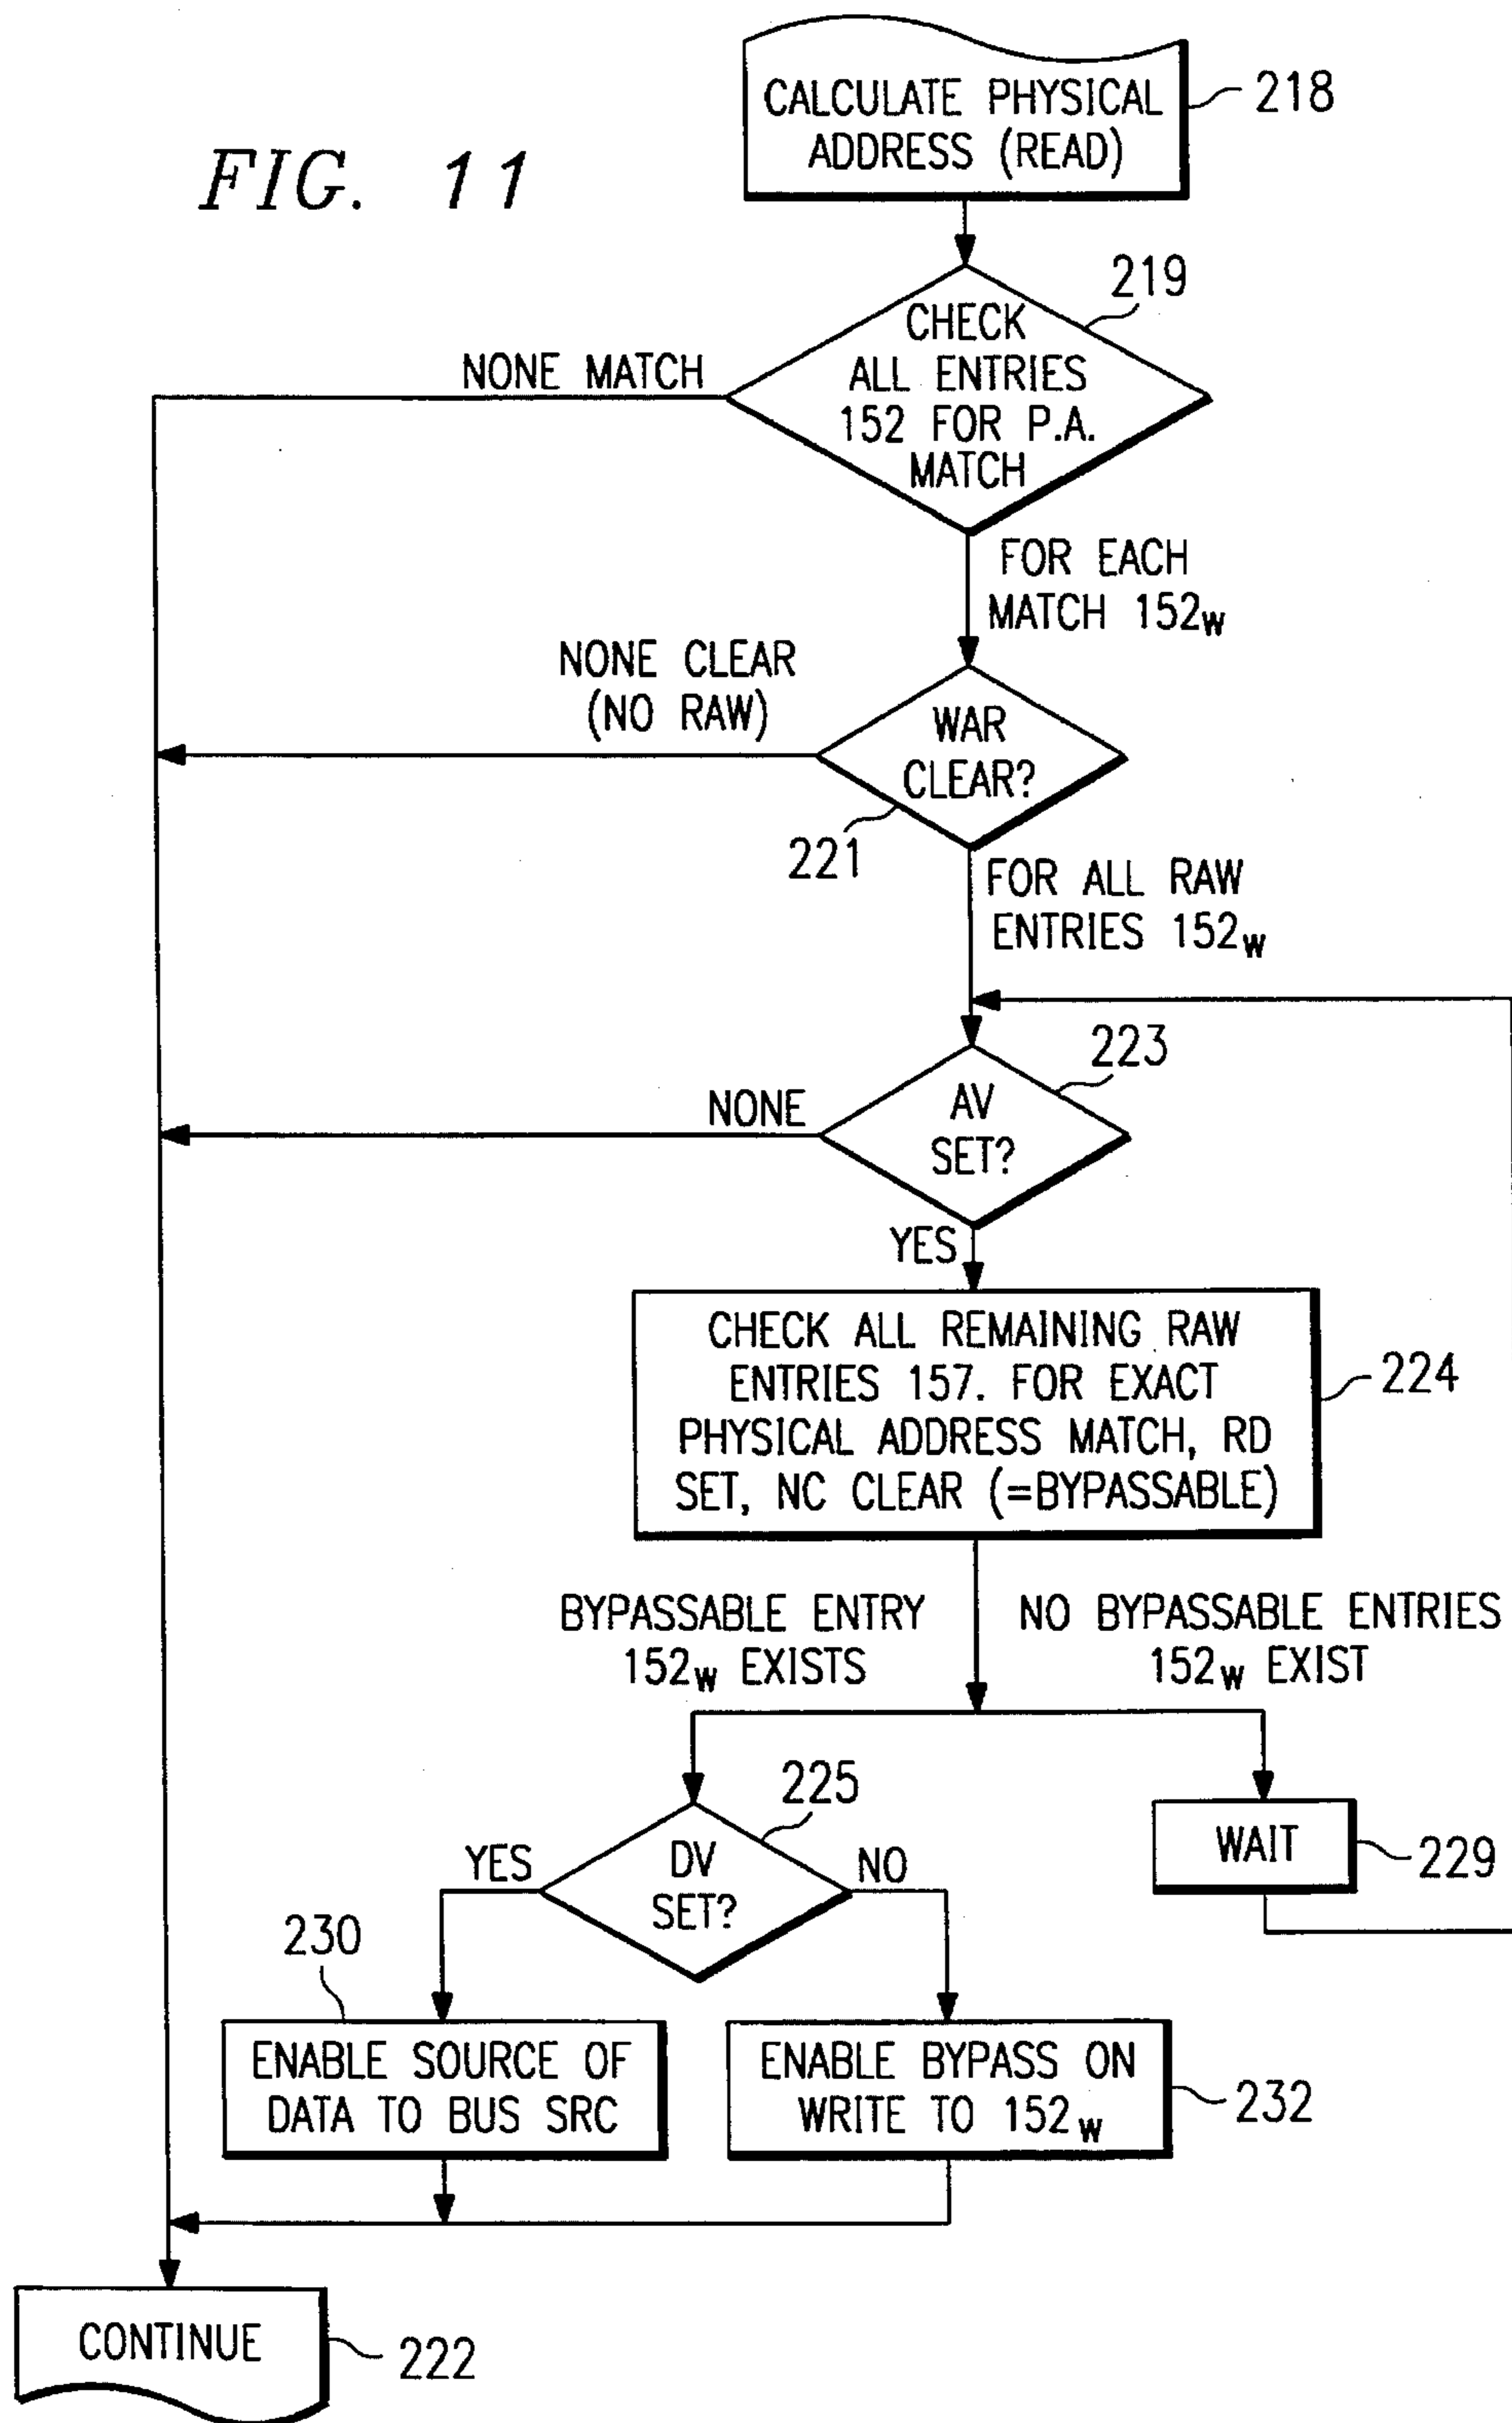 FIG. 11
CALCULATE PHYSICAL
ADDRESS (READ)
218
219
CHECK
ALL ENTRIES
152 FOR P.A.
MATCH
NONE MATCH
FOR EACH
MATCH 152w
NONE CLEAR
(NO RAW)
WAR
CLEAR?
221
FOR ALL RAW
ENTRIES 152w
223
AV
SET?
NONE
YES
CHECK ALL REMAINING RAW
ENTRIES 157. FOR EXACT
PHYSICAL ADDRESS MATCH, RD
SET, NC CLEAR (=BYPASSABLE)
224
BYPASSABLE ENTRY
152w EXISTS
NO BYPASSABLE ENTRIES
152w EXIST
225
DV
SET?
YES
NO
WAIT
229
230
ENABLE SOURCE OF
DATA TO BUS SRC
ENABLE BYPASS ON
WRITE TO 152w
232
CONTINUE
222